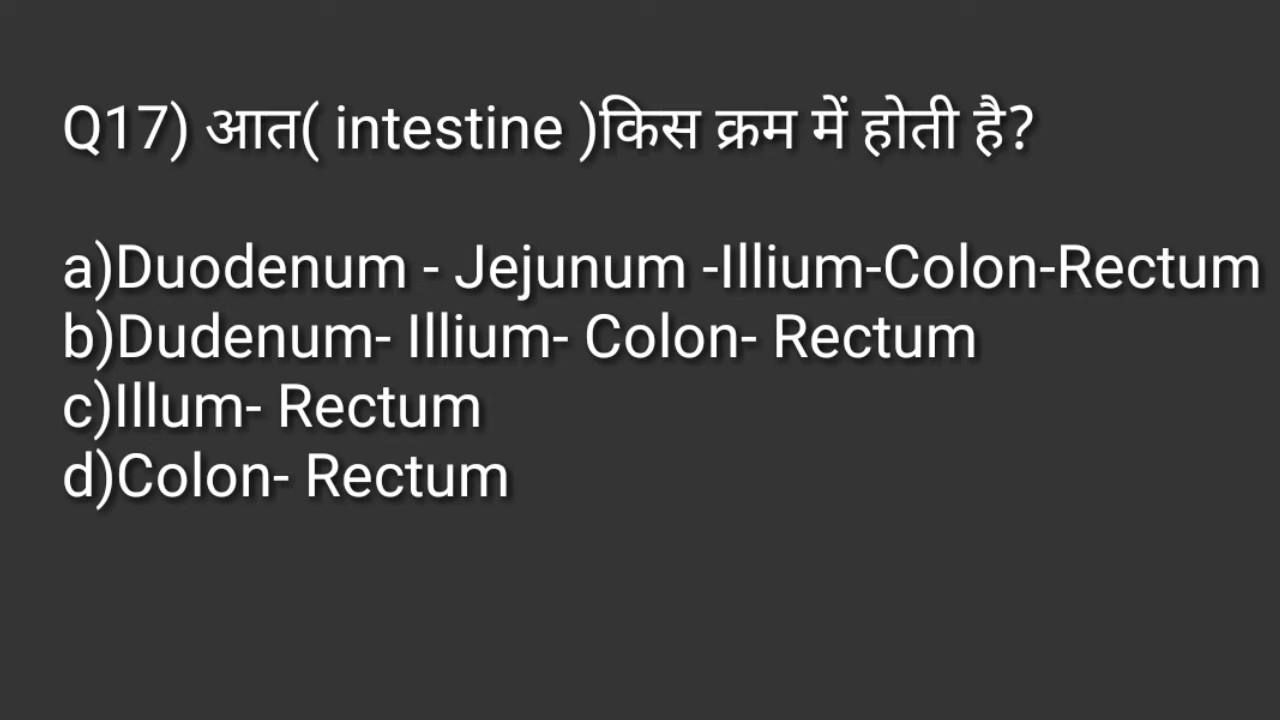 Q17) आत( intestine )किस क्रम में होती है?
a)Duodenum - Jejunum -Illium-Colon-Rectum
b)Dudenum- Illium- Colon- Rectum
c)Illum- Rectum
d)Colon- Rectum